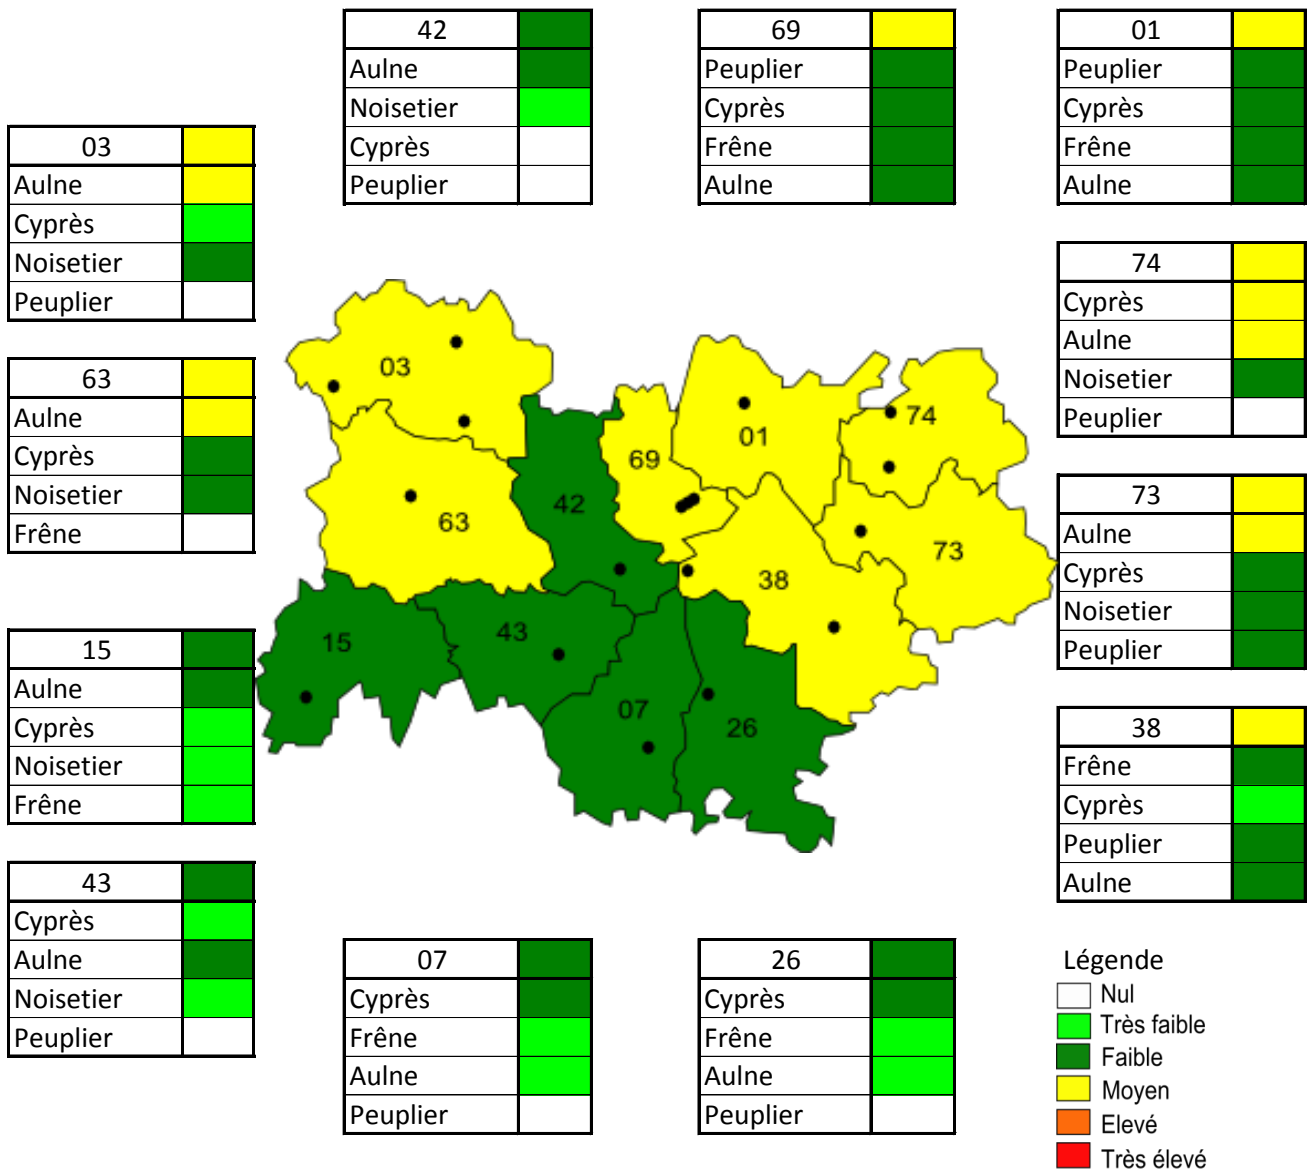 42
Aulne
Noisetier
Cyprès
Peuplier
69
Peuplier
Cyprès
Frêne
Aulne
01
Peuplier
Cyprès
Frêne
Aulne
03
Aulne
Cyprès
Noisetier
Peuplier
74
Cyprès
Aulne
Noisetier
Peuplier
63
Aulne
Cyprès
Noisetier
Frêne
73
Aulne
Cyprès
Noisetier
Peuplier
03
01
74
69
42
63
73
38
15
43
07
26
15
Aulne
Cyprès
Noisetier
Frêne
38
Frêne
Cyprès
Peuplier
Aulne
43
Cyprès
Aulne
Noisetier
Peuplier
07
Cyprès
Frêne
Aulne
Peuplier
26
Cyprès
Frêne
Aulne
Peuplier
Légende
Nul
Très faible
Faible
Moyen
Elevé
Très élevé